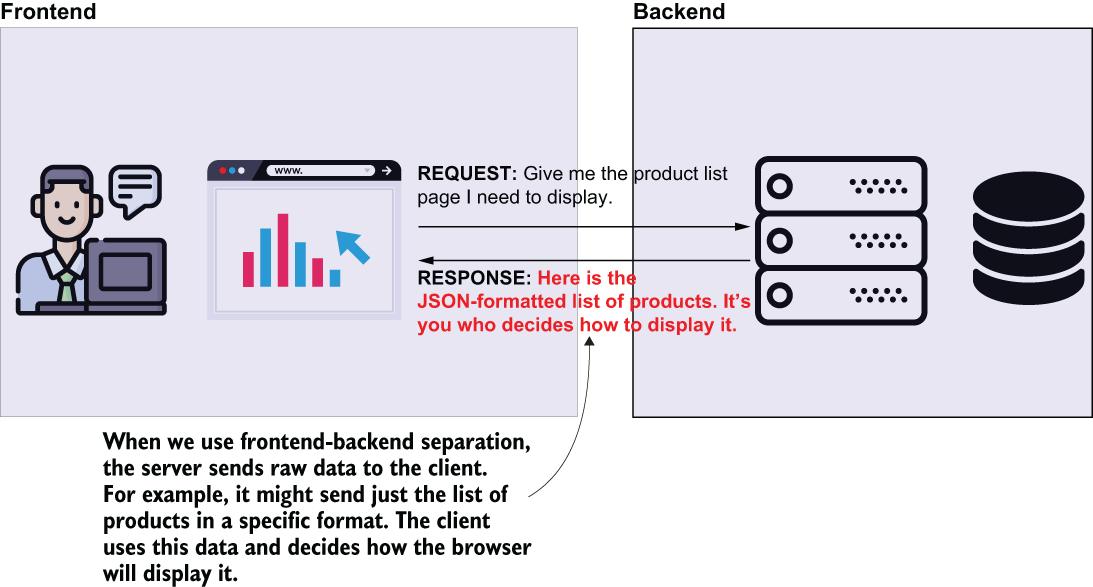 Frontend
Backend
www.
REQUEST: Give me the product list
page I need to display.
RESPONSE: Here is the
JSON-formatted list of products. It’s
you who decides how to display it.
When we use frontend-backend separation,
the server sends raw data to the client.
For example, it might send just the list of
products in a specific format. The client
uses this data and decides how the browser
will display it.